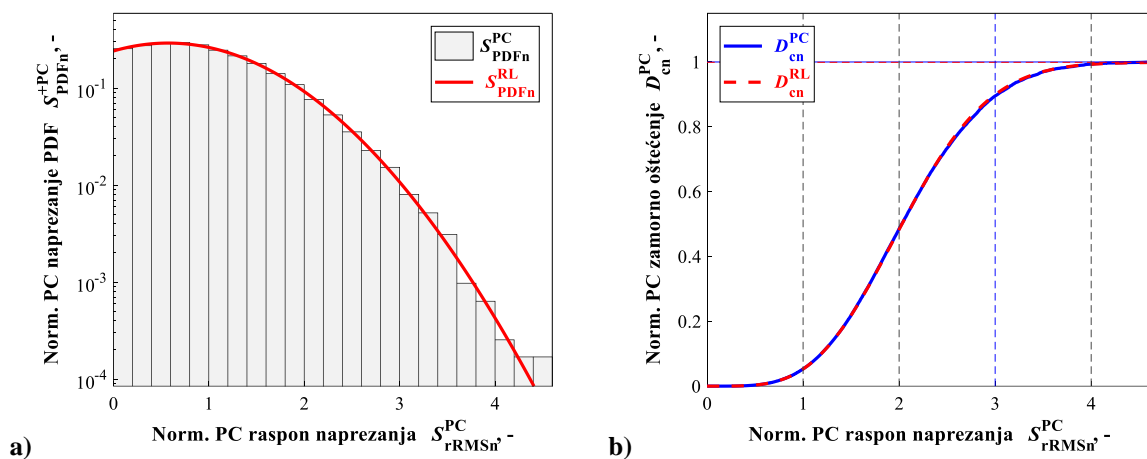 Norm. PC naprezanje PDF S^{+PC}_{PDFn}, -
10^{-1}
10^{-2}
10^{-3}
10^{-4}
S^{PC}_{PDFn}
S^{RL}_{PDFn}
0 1 2 3 4
Norm. PC raspon naprezanja S^{PC}_{rRMSn}, -
a)
Norm. PC zamorno oštećenje D^{PC}_{cn}, -
1
0.8
0.6
0.4
0.2
0
D^{PC}_{cn}
D^{RL}_{cn}
0 1 2 3 4
Norm. PC raspon naprezanja S^{PC}_{rRMSn}, -
b)